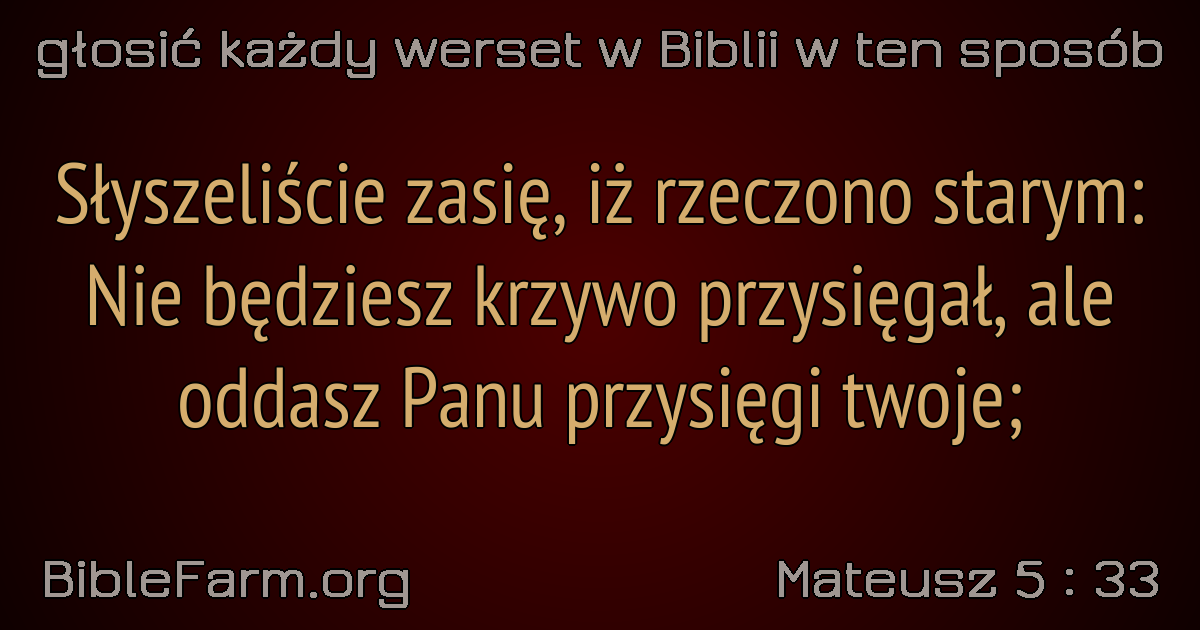 głosić każdy werset w Biblii w ten sposób
Słyszeliście zasię, iż rzeczono starym:
Nie będziesz krzywo przysięgał, ale
oddasz Panu przysięgi twoje;
BibleFarm.org
Mateusz 5 : 33